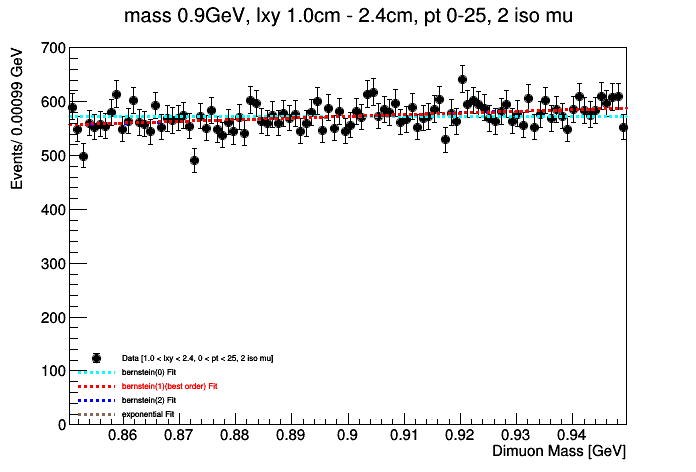 mass 0.9GeV, lxy 1.0cm - 2.4cm, pt 0-25, 2 iso mu
Events/ 0.00099 GeV
700
600
500
400
300
200
100
0
Data [1.0 < lxy < 2.4, 0 < pt < 25, 2 iso mu]
bernstein(0) Fit
bernstein(1)(best order) Fit
bernstein(2) Fit
exponential Fit
0.86 0.87 0.88 0.89 0.9 0.91 0.92 0.93 0.94
Dimuon Mass [GeV]